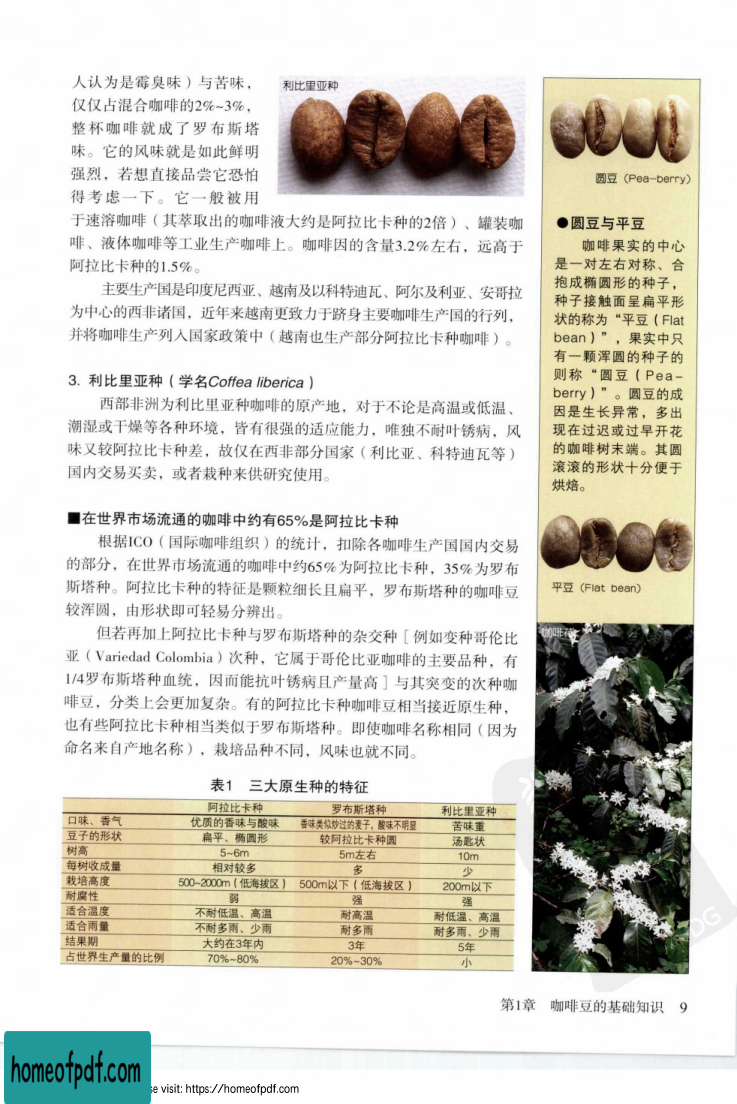 人认为是霉臭味）与苦味，
仅仅占混合咖啡的2%~3%，
整杯咖啡就成了罗布斯塔
味。它的风味就是如此鲜明
强烈，若想直接品尝它恐怕
得考虑一下。它一般被用
于速溶咖啡（其萃取出的咖啡液大约是阿拉比卡种的2倍）、罐装咖
啡、液体咖啡等工业生产咖啡上。咖啡因的含量3.2%左右，远高于
阿拉比卡种的1.5%。
主要生产国是印度尼西亚、越南及以科特迪瓦、阿尔及利亚、安哥拉
为中心的西非诸国，近年来越南更致力于跻身主要咖啡生产国的行列，
并将咖啡生产列入国家政策中（越南也生产部分阿拉比卡种咖啡）。
利比里亚种
3. 利比里亚种（学名Coffea liberica）
西部非洲为利比里亚种咖啡的原产地，对于不论是高温或低温、
潮湿或干燥等各种环境，皆有很强的适应能力，唯独不耐叶锈病，风
味又较阿拉比卡种差，故仅在西非部分国家（利比亚、科特迪瓦等）
国内交易买卖，或者栽种来供研究使用。
■在世界市场流通的咖啡中约有65%是阿拉比卡种
根据ICO（国际咖啡组织）的统计，扣除各咖啡生产国国内交易
的部分，在世界市场流通的咖啡中约65%为阿拉比卡种，35%为罗布
斯塔种。阿拉比卡种的特征是颗粒细长且扁平，罗布斯塔种的咖啡豆
较浑圆，由形状即可轻易分辨出。
但若再加上阿拉比卡种与罗布斯塔种的杂交种［例如变种哥伦比
亚（Variedad Colombia）次种，它属于哥伦比亚咖啡的主要品种，有
1/4罗布斯塔种血统，因而能抗叶锈病且产量高］与其突变的次种咖
啡豆，分类上会更加复杂。有的阿拉比卡种咖啡豆相当接近原生种，
也有些阿拉比卡种相当类似于罗布斯塔种。即使咖啡名称相同（因为
命名来自产地名称），栽培品种不同，风味也就不同。
表1 三大原生种的特征
阿拉比卡种 罗布斯塔种 利比里亚种
口味、香气 优质的香味与酸味 香味类似炒过的麦子，酸味不明显 苦味重
豆子的形状 扁平、椭圆形 较阿拉比卡种圆 汤匙状
树高 5~6m 5m左右 10m
每树收成量 相对较多 多 少
栽培高度 500~2000m（低海拔区） 500m以下（低海拔区） 200m以下
耐腐性 弱 强 强
适合温度 不耐低温、高温 耐高温 耐低温、高温
适合雨量 不耐多雨、少雨 耐多雨 耐多雨、少雨
结果期 大约在3年内 3年 5年
占世界生产量的比例 70%~80% 20%~30% 小
圆豆（Pea-berry）
●圆豆与平豆
咖啡果实的中心
是一对左右对称、合
抱成椭圆形的种子，
种子接触面呈扁平形
状的称为“平豆（Flat
bean）”，果实中只
有一颗浑圆的种子的
则称“圆豆（Pea-
berry）”。圆豆的成
因是生长异常，多出
现在过迟或过早开花
的咖啡树末端。其圆
滚滚的形状十分便于
烘焙。
平豆（Flat bean）
咖啡花
第1章 咖啡豆的基础知识 9
homeofpdf.com
se visit: https://homeofpdf.com